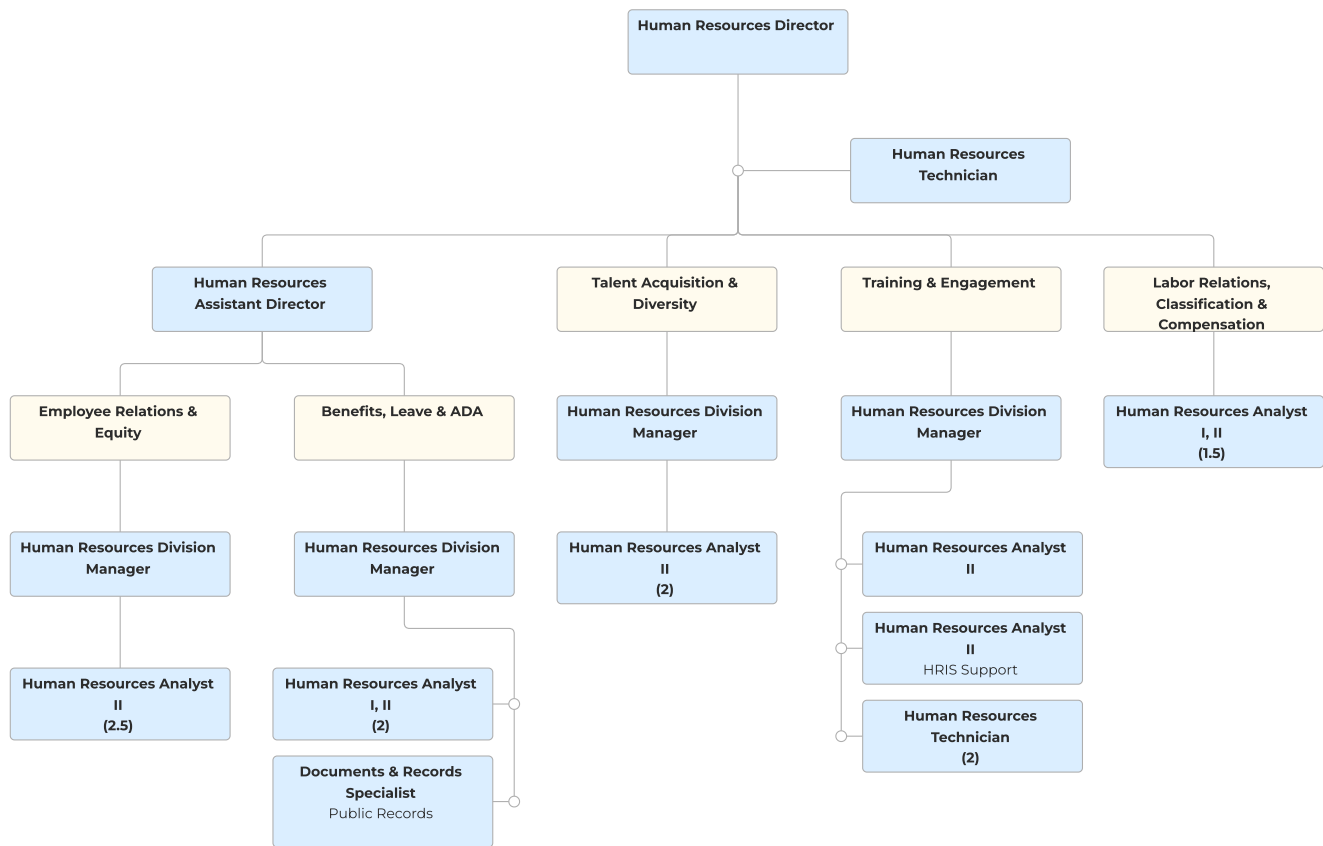 Human Resources Director
Human Resources
Technician
Human Resources
Assistant Director
Talent Acquisition &
Diversity
Training & Engagement
Labor Relations,
Classification &
Compensation
Employee Relations &
Equity
Benefits, Leave & ADA
Human Resources Division
Manager
Human Resources Division
Manager
Human Resources Analyst
I, II
(1.5)
Human Resources Division
Manager
Human Resources Division
Manager
Human Resources Analyst
II
(2)
Human Resources Analyst
II
Human Resources Analyst
II
HRIS Support
Human Resources Analyst
II
(2.5)
Human Resources Analyst
I, II
(2)
Human Resources
Technician
(2)
Documents & Records
Specialist
Public Records